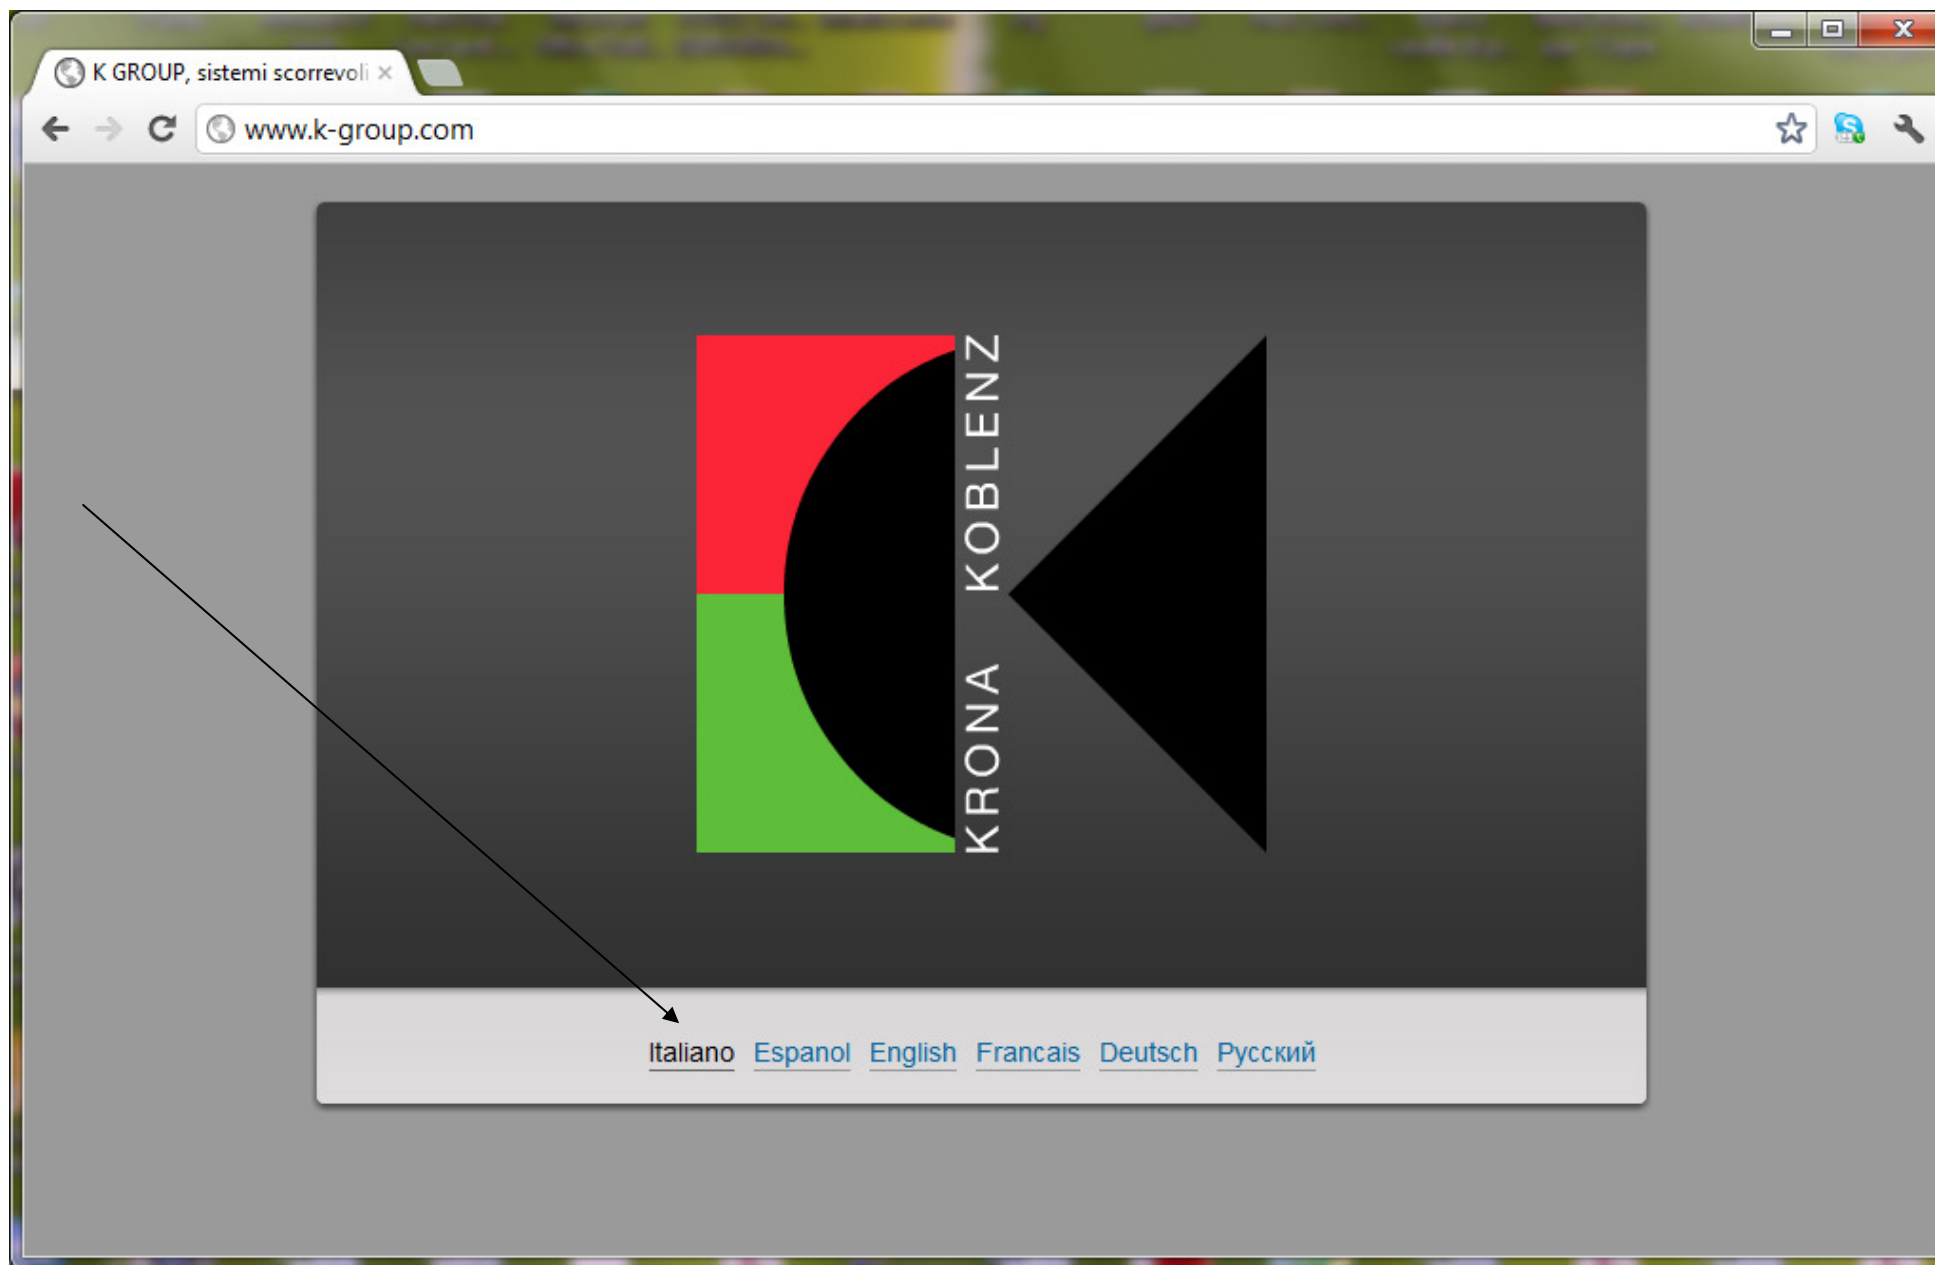 K GROUP, sistemi scorrevoli
www.k-group.com
KRONA KOBLENZ
Italiano Espanol English Francais Deutsch Русский